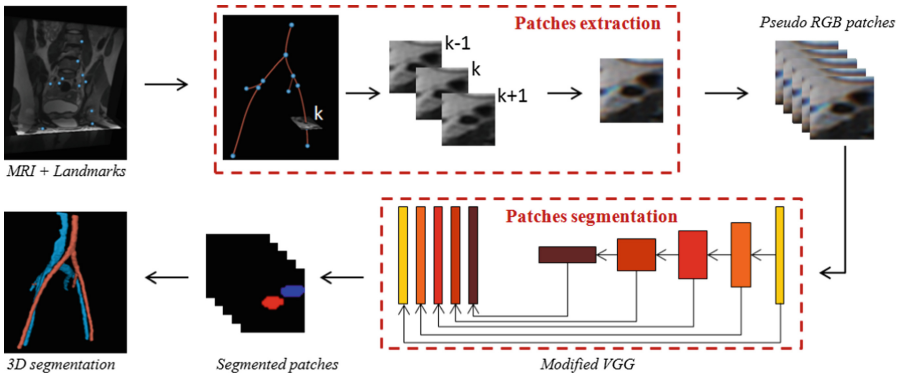 Patches extraction
Pseudo RGB patches
k-1
k
k+1
k
MRI + Landmarks
Patches segmentation
3D segmentation
Segmented patches
Modified VGG